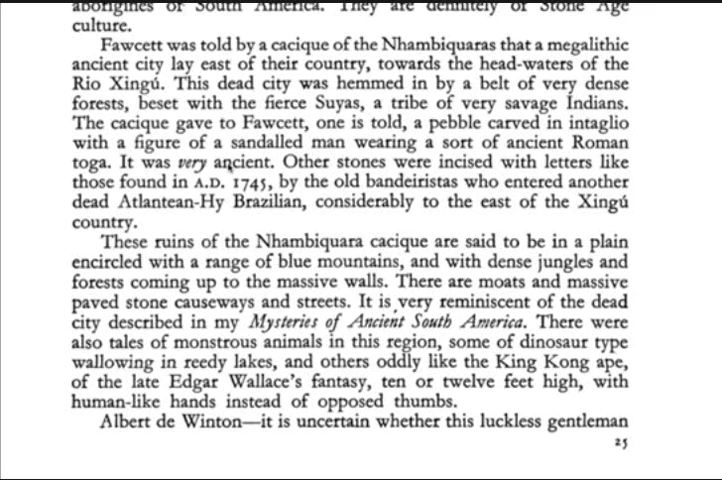 aborigines of South America. They are definitely of Stone Age
culture.
Fawcett was told by a cacique of the Nhambiquaras that a megalithic
ancient city lay east of their country, towards the head-waters of the
Rio Xingú. This dead city was hemmed in by a belt of very dense
forests, beset with the fierce Suyas, a tribe of very savage Indians.
The cacique gave to Fawcett, one is told, a pebble carved in intaglio
with a figure of a sandalled man wearing a sort of ancient Roman
toga. It was very ancient. Other stones were incised with letters like
those found in A.D. 1745, by the old bandeiristas who entered another
dead Atlantean-Hy Brazilian, considerably to the east of the Xingú
country.
These ruins of the Nhambiquara cacique are said to be in a plain
encircled with a range of blue mountains, and with dense jungles and
forests coming up to the massive walls. There are moats and massive
paved stone causeways and streets. It is very reminiscent of the dead
city described in my Mysteries of Ancient South America. There were
also tales of monstrous animals in this region, some of dinosaur type
wallowing in reedy lakes, and others oddly like the King Kong ape,
of the late Edgar Wallace's fantasy, ten or twelve feet high, with
human-like hands instead of opposed thumbs.
Albert de Winton—it is uncertain whether this luckless gentleman
25